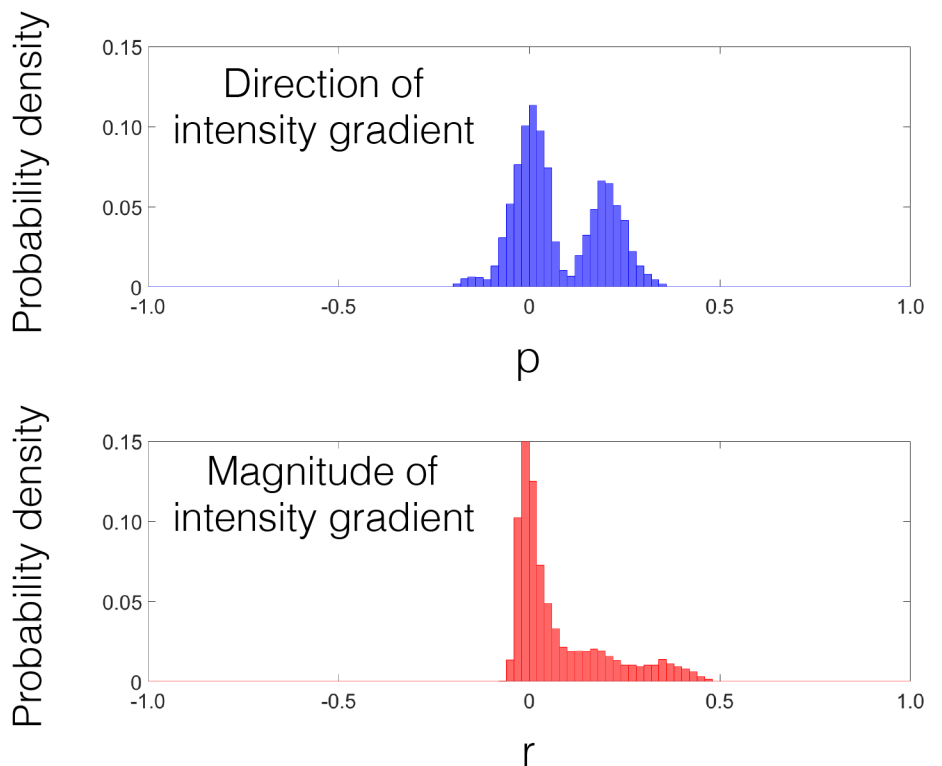 Probability density
0.15
0.10
0.05
0
Direction of
intensity gradient
-1.0
-0.5
0
0.5
1.0
p
Probability density
0.15
0.10
0.05
0
Magnitude of
intensity gradient
-1.0
-0.5
0
0.5
1.0
r